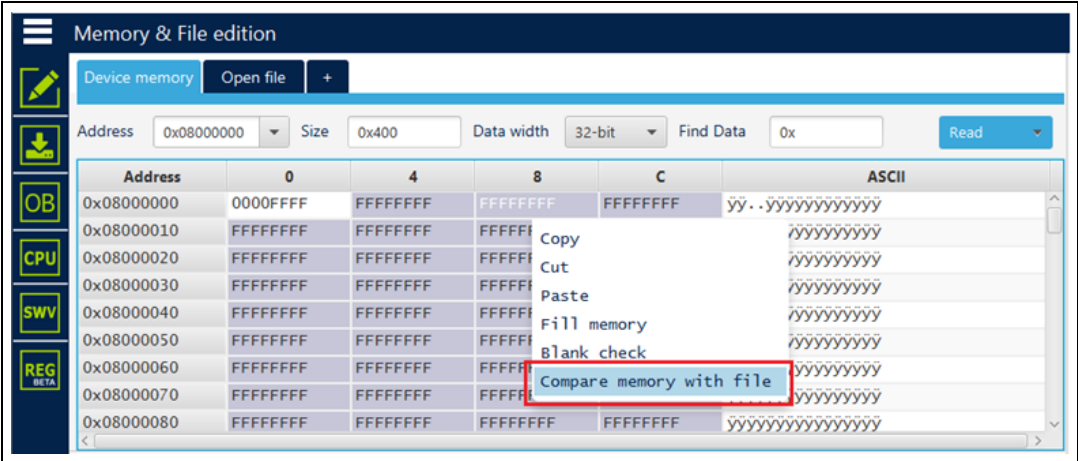 Memory & File edition
Device memory Open file +
Address 0x08000000 Size 0x400 Data width 32-bit Find Data 0x Read
Address 0 4 8 C ASCII
0x08000000 0000FFFF FFFFFFFF FFFFFFFF FFFFFFFF ÿÿ..ÿÿÿÿÿÿÿÿÿÿÿÿ
0x08000010 FFFFFFFF FFFFFFFF
Copy
OB
0x08000020 FFFFFFFF FFFFFFFF
Cut
CPU
0x08000030 FFFFFFFF FFFFFFFF
Paste
0x08000040 FFFFFFFF FFFFFFFF
Fill memory
SWV
0x08000050 FFFFFFFF FFFFFFFF
Blank check
0x08000060 FFFFFFFF FFFFFFFF
Compare memory with file
REG
BETA
0x08000070 FFFFFFFF FFFFFFFF
0x08000080 FFFFFFFF FFFFFFFF FFFFFFFF FFFFFFFF ÿÿÿÿÿÿÿÿÿÿÿÿÿÿÿÿ